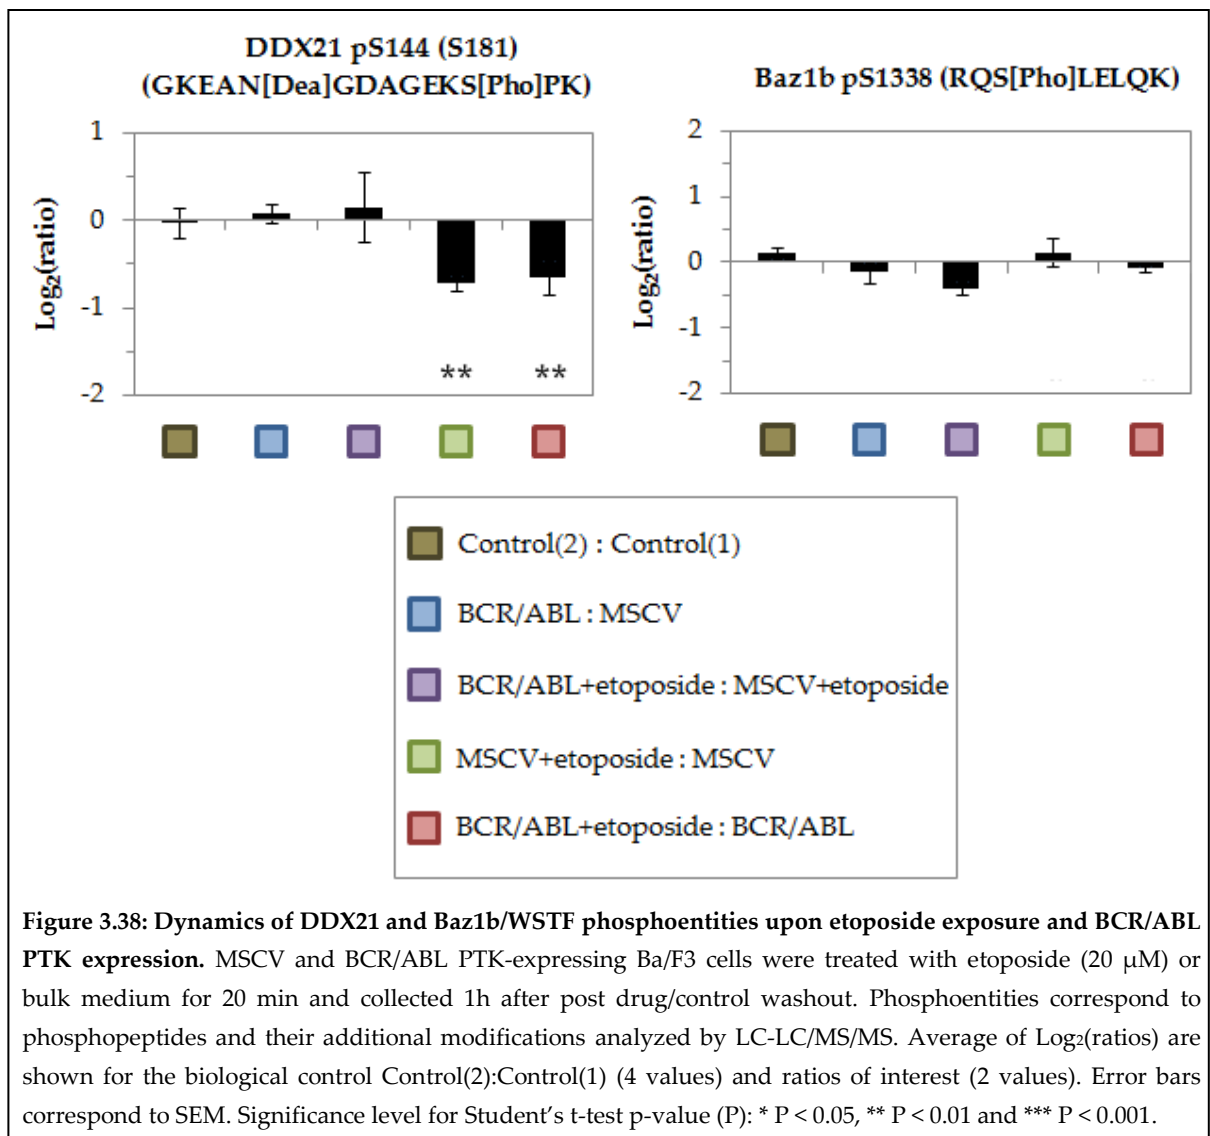 DDX21 pS144 (S181)
(GKEAN[Dea]GDAGEKS[Pho]PK)
Baz1b pS1338 (RQS[Pho]LELQK)
Log2(ratio)
1
0
-1
-2
** **
Log2(ratio)
2
1
0
-1
-2
Control(2) : Control(1)
BCR/ABL : MSCV
BCR/ABL+etoposide : MSCV+etoposide
MSCV+etoposide : MSCV
BCR/ABL+etoposide : BCR/ABL
Figure 3.38: Dynamics of DDX21 and Baz1b/WSTF phosphoentities upon etoposide exposure and BCR/ABL
PTK expression. MSCV and BCR/ABL PTK-expressing Ba/F3 cells were treated with etoposide (20 µM) or
bulk medium for 20 min and collected 1h after post drug/control washout. Phosphoentities correspond to
phosphopeptides and their additional modifications analyzed by LC-LC/MS/MS. Average of Log2(ratios) are
shown for the biological control Control(2):Control(1) (4 values) and ratios of interest (2 values). Error bars
correspond to SEM. Significance level for Student’s t-test p-value (P): * P < 0.05, ** P < 0.01 and *** P < 0.001.